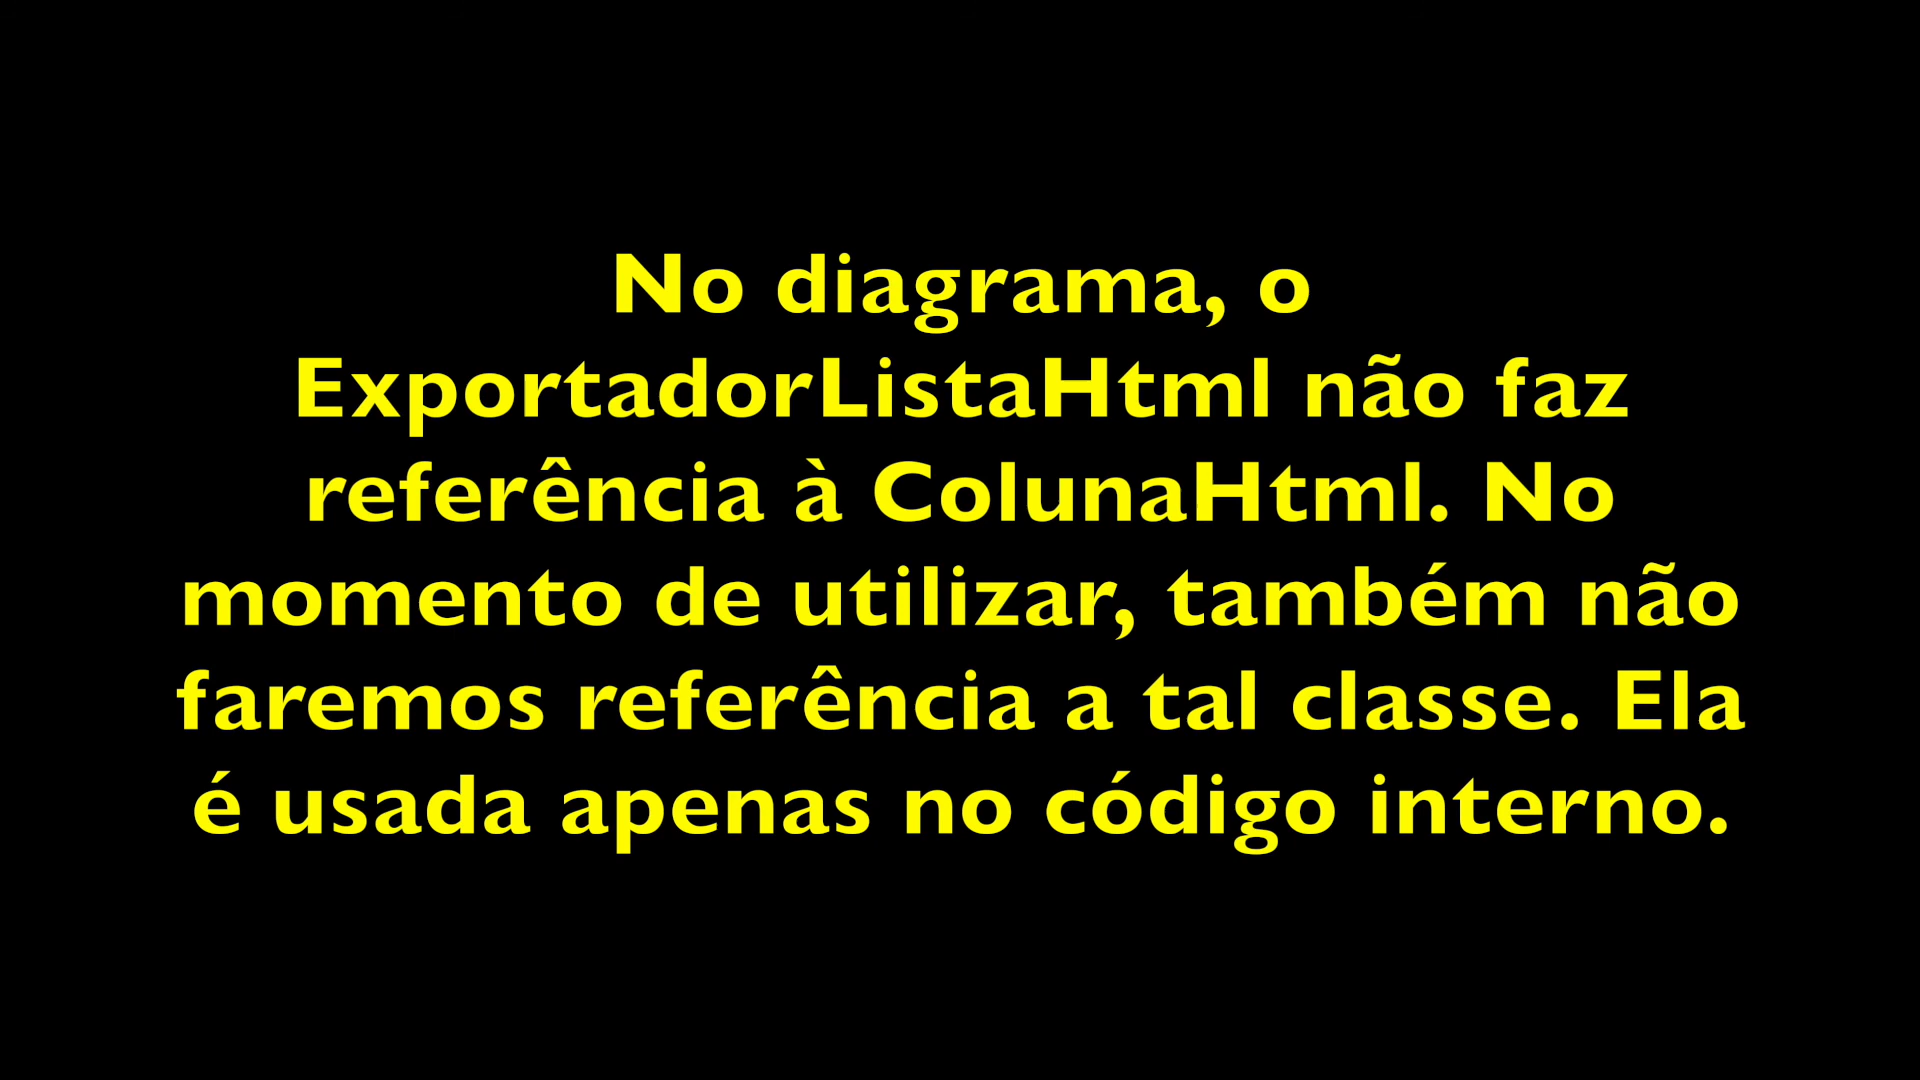 No diagrama, o
ExportadorListaHtml não faz
referência à ColunaHtml. No
momento de utilizar, também não
faremos referência a tal classe. Ela
é usada apenas no código interno.